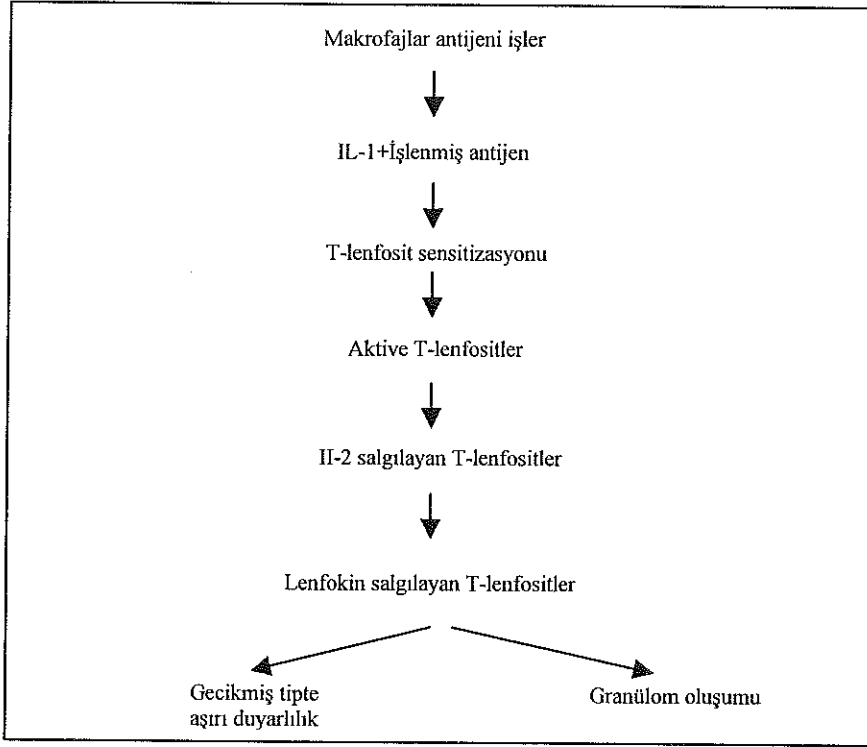 Makrofajlar antijeni işler
IL-1+İşlenmiş antijen
T-lenfosit sensitizasyonu
Aktive T-lenfositler
II-2 salgılayan T-lenfositler
Lenfokin salgılayan T-lenfositler
Gecikmiş tipte
aşırı duyarlılık
Granülom oluşumu